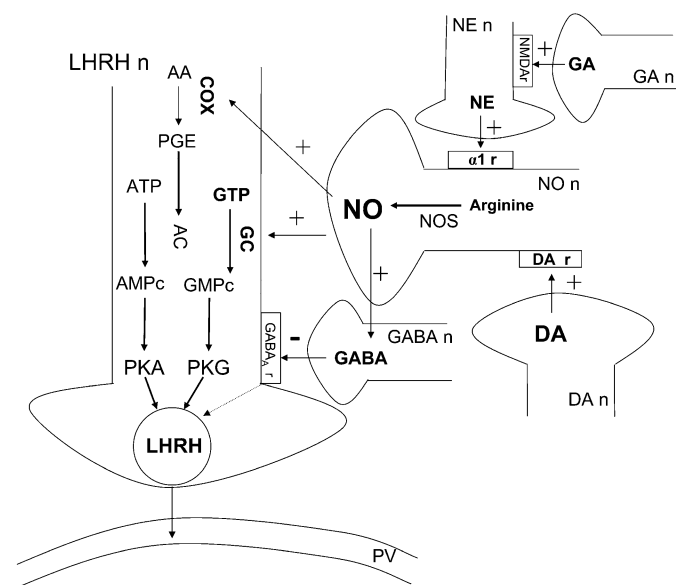 LHRH n
AA
COX
PGE
ATP
GTP
AC
GC
AMPc
GMPc
PKA
PKG
LHRH
PV
NE n
NMDAr
+
GA
GA n
NE
+
α1 r
NO n
+
NO
Arginine
NOS
+
+
DA r
+
DA
DA n
GABA n
GABA
-
GABAA r